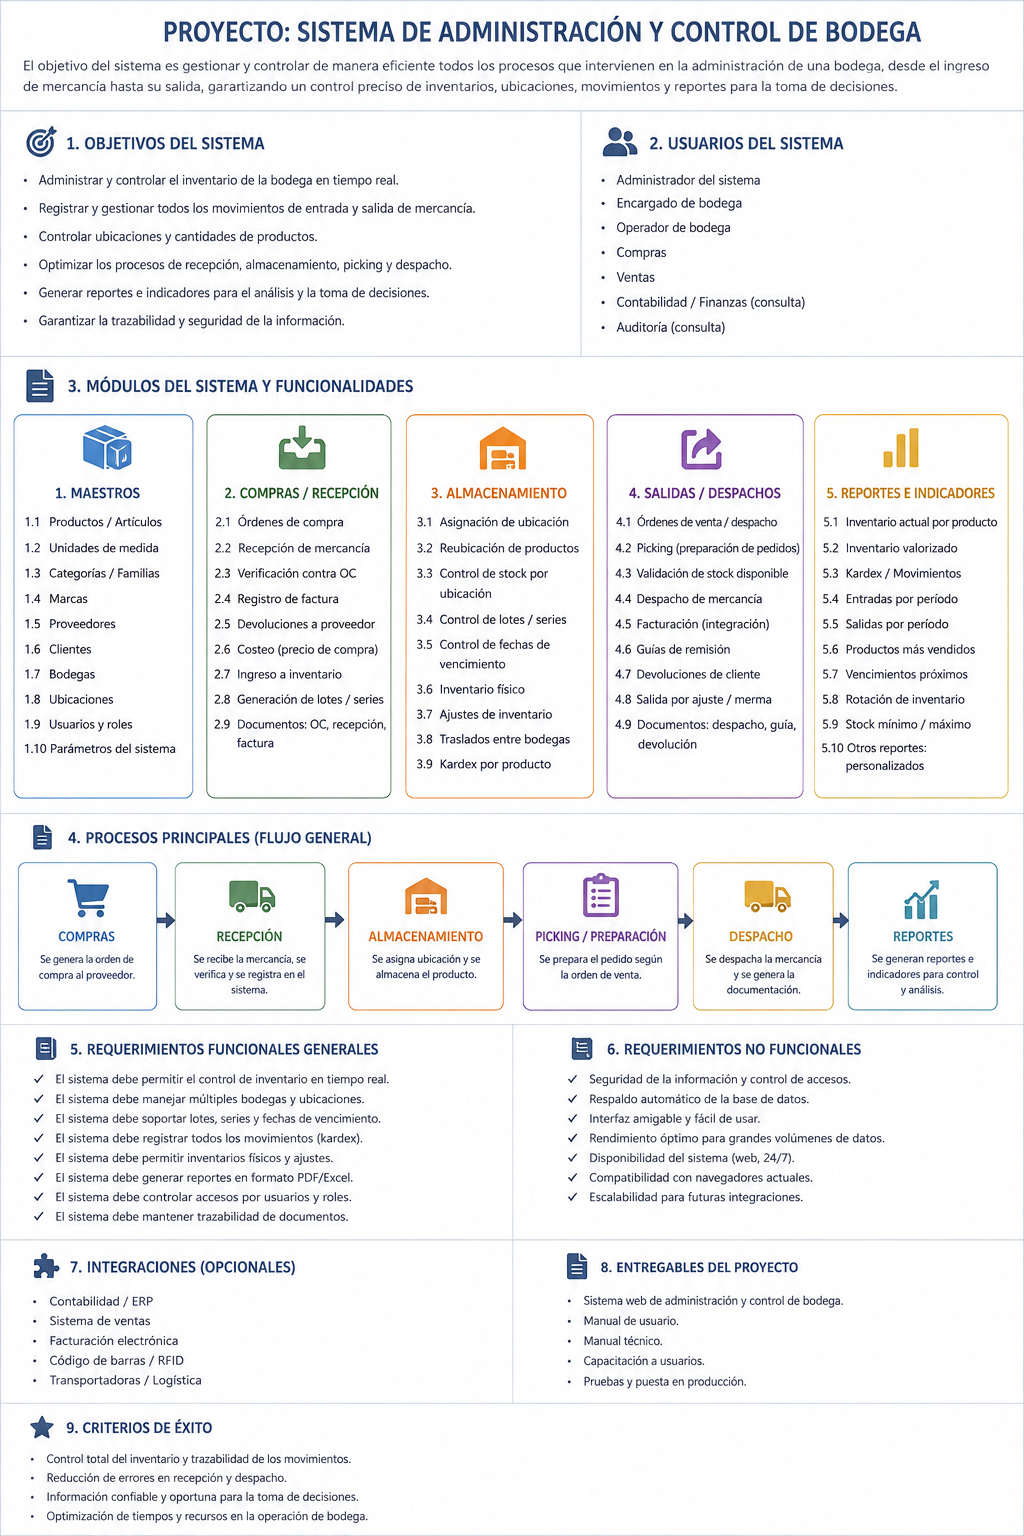 PROYECTO: SISTEMA DE ADMINISTRACIÓN Y CONTROL DE BODEGA
El objetivo del sistema es gestionar y controlar de manera eficiente todos los procesos que intervienen en la administración de una bodega, desde el ingreso
de mercancía hasta su salida, garantizando un control preciso de inventarios, ubicaciones, movimientos y reportes para la toma de decisiones.
1. OBJETIVOS DEL SISTEMA
• Administrar y controlar el inventario de la bodega en tiempo real.
• Registrar y gestionar todos los movimientos de entrada y salida de mercancía.
• Controlar ubicaciones y cantidades de productos.
• Optimizar los procesos de recepción, almacenamiento, picking y despacho.
• Generar reportes e indicadores para el análisis y la toma de decisiones.
• Garantizar la trazabilidad y seguridad de la información.
2. USUARIOS DEL SISTEMA
• Administrador del sistema
• Encargado de bodega
• Operador de bodega
• Compras
• Ventas
• Contabilidad / Finanzas (consulta)
• Auditoría (consulta)
3. MÓDULOS DEL SISTEMA Y FUNCIONALIDADES
1. MAESTROS
1.1 Productos / Artículos
1.2 Unidades de medida
1.3 Categorías / Familias
1.4 Marcas
1.5 Proveedores
1.6 Clientes
1.7 Bodegas
1.8 Ubicaciones
1.9 Usuarios y roles
1.10 Parámetros del sistema
2. COMPRAS / RECEPCIÓN
2.1 Órdenes de compra
2.2 Recepción de mercancía
2.3 Verificación contra OC
2.4 Registro de factura
2.5 Devoluciones a proveedor
2.6 Costeo (precio de compra)
2.7 Ingreso a inventario
2.8 Generación de lotes / series
2.9 Documentos: OC, recepción,
factura
3. ALMACENAMIENTO
3.1 Asignación de ubicación
3.2 Reubicación de productos
3.3 Control de stock por
ubicación
3.4 Control de lotes / series
3.5 Control de fechas de
vencimiento
3.6 Inventario físico
3.7 Ajustes de inventario
3.8 Traslados entre bodegas
3.9 Kardex por producto
4. SALIDAS / DESPACHOS
4.1 Órdenes de venta / despacho
4.2 Picking (preparación de pedidos)
4.3 Validación de stock disponible
4.4 Despacho de mercancía
4.5 Facturación (integración)
4.6 Guías de remisión
4.7 Devoluciones de cliente
4.8 Salida por ajuste / merma
4.9 Documentos: despacho, guía,
devolución
5. REPORTES E INDICADORES
5.1 Inventario actual por producto
5.2 Inventario valorizado
5.3 Kardex / Movimientos
5.4 Entradas por período
5.5 Salidas por período
5.6 Productos más vendidos
5.7 Vencimientos próximos
5.8 Rotación de inventario
5.9 Stock mínimo / máximo
5.10 Otros reportes:
personalizados
4. PROCESOS PRINCIPALES (FLUJO GENERAL)
COMPRAS
Se genera la orden de
compra al proveedor.
RECEPCIÓN
Se recibe la mercancía, se
verifica y se registra en el
sistema.
ALMACENAMIENTO
Se asigna ubicación y se
almacena el producto.
PICKING / PREPARACIÓN
Se prepara el pedido según
la orden de venta.
DESPACHO
Se despacha la mercancía
y se genera la
documentación.
REPORTES
Se generan reportes e
indicadores para control
y análisis.
5. REQUERIMIENTOS FUNCIONALES GENERALES
✓ El sistema debe permitir el control de inventario en tiempo real.
✓ El sistema debe manejar múltiples bodegas y ubicaciones.
✓ El sistema debe soportar lotes, series y fechas de vencimiento.
✓ El sistema debe registrar todos los movimientos (kardex).
✓ El sistema debe permitir inventarios físicos y ajustes.
✓ El sistema debe generar reportes en formato PDF/Excel.
✓ El sistema debe controlar accesos por usuarios y roles.
✓ El sistema debe mantener trazabilidad de documentos.
6. REQUERIMIENTOS NO FUNCIONALES
✓ Seguridad de la información y control de accesos.
✓ Respaldo automático de la base de datos.
✓ Interfaz amigable y fácil de usar.
✓ Rendimiento óptimo para grandes volúmenes de datos.
✓ Disponibilidad del sistema (web, 24/7).
✓ Compatibilidad con navegadores actuales.
✓ Escalabilidad para futuras integraciones.
7. INTEGRACIONES (OPCIONALES)
• Contabilidad / ERP
• Sistema de ventas
• Facturación electrónica
• Código de barras / RFID
• Transportadoras / Logística
8. ENTREGABLES DEL PROYECTO
• Sistema web de administración y control de bodega.
• Manual de usuario.
• Manual técnico.
• Capacitación a usuarios.
• Pruebas y puesta en producción.
9. CRITERIOS DE ÉXITO
• Control total del inventario y trazabilidad de los movimientos.
• Reducción de errores en recepción y despacho.
• Información confiable y oportuna para la toma de decisiones.
• Optimización de tiempos y recursos en la operación de bodega.